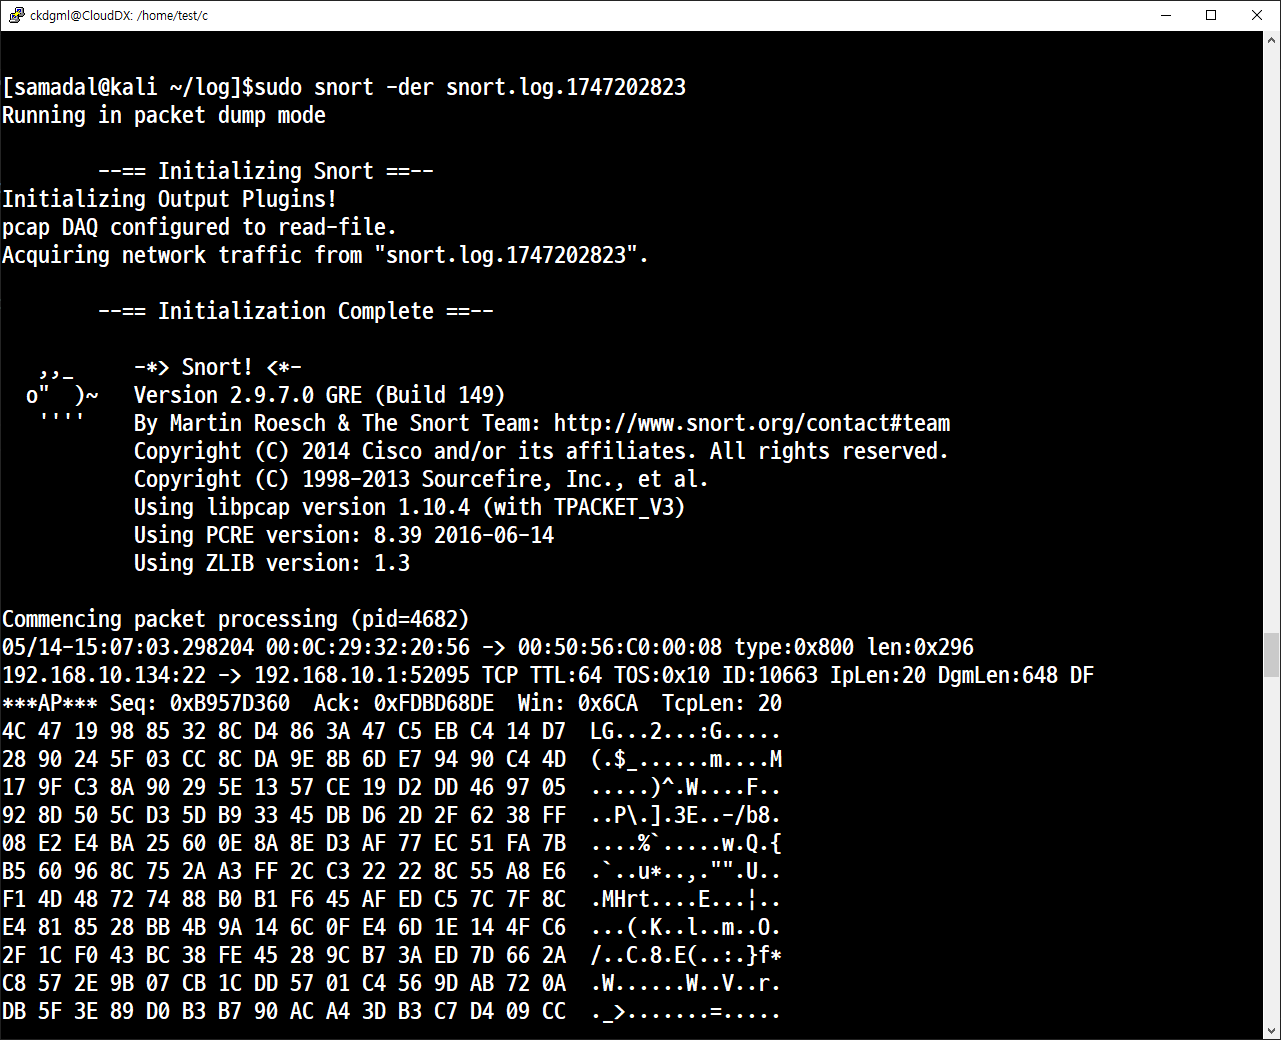 ckdgml@CloudDX: /home/test/c
[samadal@kali ~/log]$sudo snort -der snort.log.1747202823
Running in packet dump mode
--== Initializing Snort ==--
Initializing Output Plugins!
pcap DAQ configured to read-file.
Acquiring network traffic from "snort.log.1747202823".
--== Initialization Complete ==--
,,_     -*> Snort! <*-
o"  )~   Version 2.9.7.0 GRE (Build 149)
''''    By Martin Roesch & The Snort Team: http://www.snort.org/contact#team
Copyright (C) 2014 Cisco and/or its affiliates. All rights reserved.
Copyright (C) 1998-2013 Sourcefire, Inc., et al.
Using libpcap version 1.10.4 (with TPACKET_V3)
Using PCRE version: 8.39 2016-06-14
Using ZLIB version: 1.3
Commencing packet processing (pid=4682)
05/14-15:07:03.298204 00:0C:29:32:20:56 -> 00:50:56:C0:00:08 type:0x800 len:0x296
192.168.10.134:22 -> 192.168.10.1:52095 TCP TTL:64 TOS:0x10 ID:10663 IpLen:20 DgmLen:648 DF
***AP*** Seq: 0xB957D360  Ack: 0xFDBD68DE  Win: 0x6CA  TcpLen: 20
4C 47 19 98 85 32 8C D4 86 3A 47 C5 EB C4 14 D7  LG...2...:G.....
28 90 24 5F 03 CC 8C DA 9E 8B 6D E7 94 90 C4 4D  (.$_......m....M
17 9F C3 8A 90 29 5E 13 57 CE 19 D2 DD 46 97 05  .....)^.W....F..
92 8D 50 5C D3 5D B9 33 45 DB D6 2D 2F 62 38 FF  ..P\.].3E..-/b8.
08 E2 E4 BA 25 60 0E 8A 8E D3 AF 77 EC 51 FA 7B  ....%`.....w.Q.{
B5 60 96 8C 75 2A A3 FF 2C C3 22 22 8C 55 A8 E6  .`..u*..,."".U..
F1 4D 48 72 74 88 B0 B1 F6 45 AF ED C5 7C 7F 8C  .MHrt....E...¦..
E4 81 85 28 BB 4B 9A 14 6C 0F E4 6D 1E 14 4F C6  ...(.K..l..m..O.
2F 1C F0 43 BC 38 FE 45 28 9C B7 3A ED 7D 66 2A  /..C.8.E(..:.}f*
C8 57 2E 9B 07 CB 1C DD 57 01 C4 56 9D AB 72 0A  .W......W..V..r.
DB 5F 3E 89 D0 B3 B7 90 AC A4 3D B3 C7 D4 09 CC  ._>.......=.....